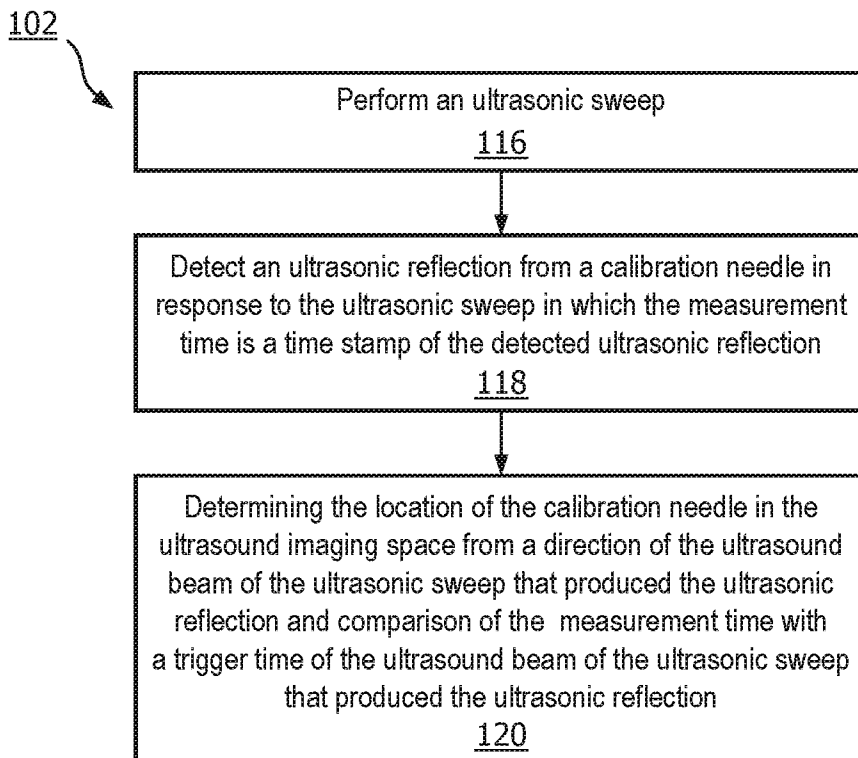 102
Perform an ultrasonic sweep
116
Detect an ultrasonic reflection from a calibration needle in
response to the ultrasonic sweep in which the measurement
time is a time stamp of the detected ultrasonic reflection
118
Determining the location of the calibration needle in the
ultrasound imaging space from a direction of the ultrasound
beam of the ultrasonic sweep that produced the ultrasonic
reflection and comparison of the measurement time with
a trigger time of the ultrasound beam of the ultrasonic sweep
that produced the ultrasonic reflection
120